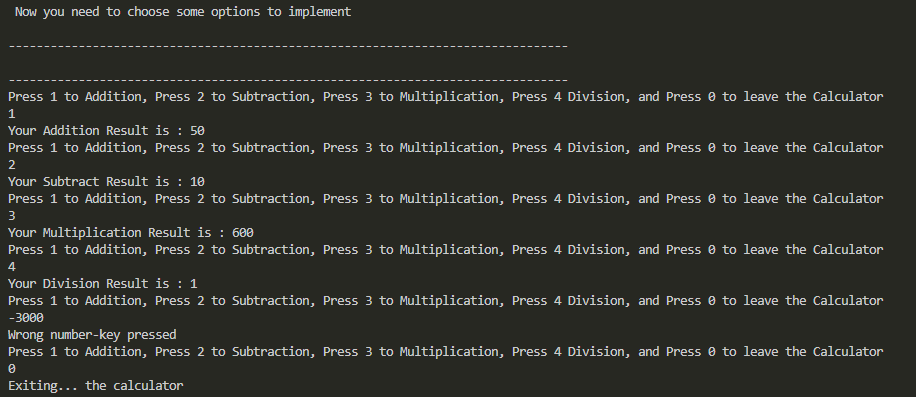 Now you need to choose some options to implement
--------------------------------------------------------------------------------
--------------------------------------------------------------------------------
Press 1 to Addition, Press 2 to Subtraction, Press 3 to Multiplication, Press 4 Division, and Press 0 to leave the Calculator
1
Your Addition Result is : 50
Press 1 to Addition, Press 2 to Subtraction, Press 3 to Multiplication, Press 4 Division, and Press 0 to leave the Calculator
2
Your Subtract Result is : 10
Press 1 to Addition, Press 2 to Subtraction, Press 3 to Multiplication, Press 4 Division, and Press 0 to leave the Calculator
3
Your Multiplication Result is : 600
Press 1 to Addition, Press 2 to Subtraction, Press 3 to Multiplication, Press 4 Division, and Press 0 to leave the Calculator
4
Your Division Result is : 1
Press 1 to Addition, Press 2 to Subtraction, Press 3 to Multiplication, Press 4 Division, and Press 0 to leave the Calculator
-3000
Wrong number-key pressed
Press 1 to Addition, Press 2 to Subtraction, Press 3 to Multiplication, Press 4 Division, and Press 0 to leave the Calculator
0
Exiting... the calculator